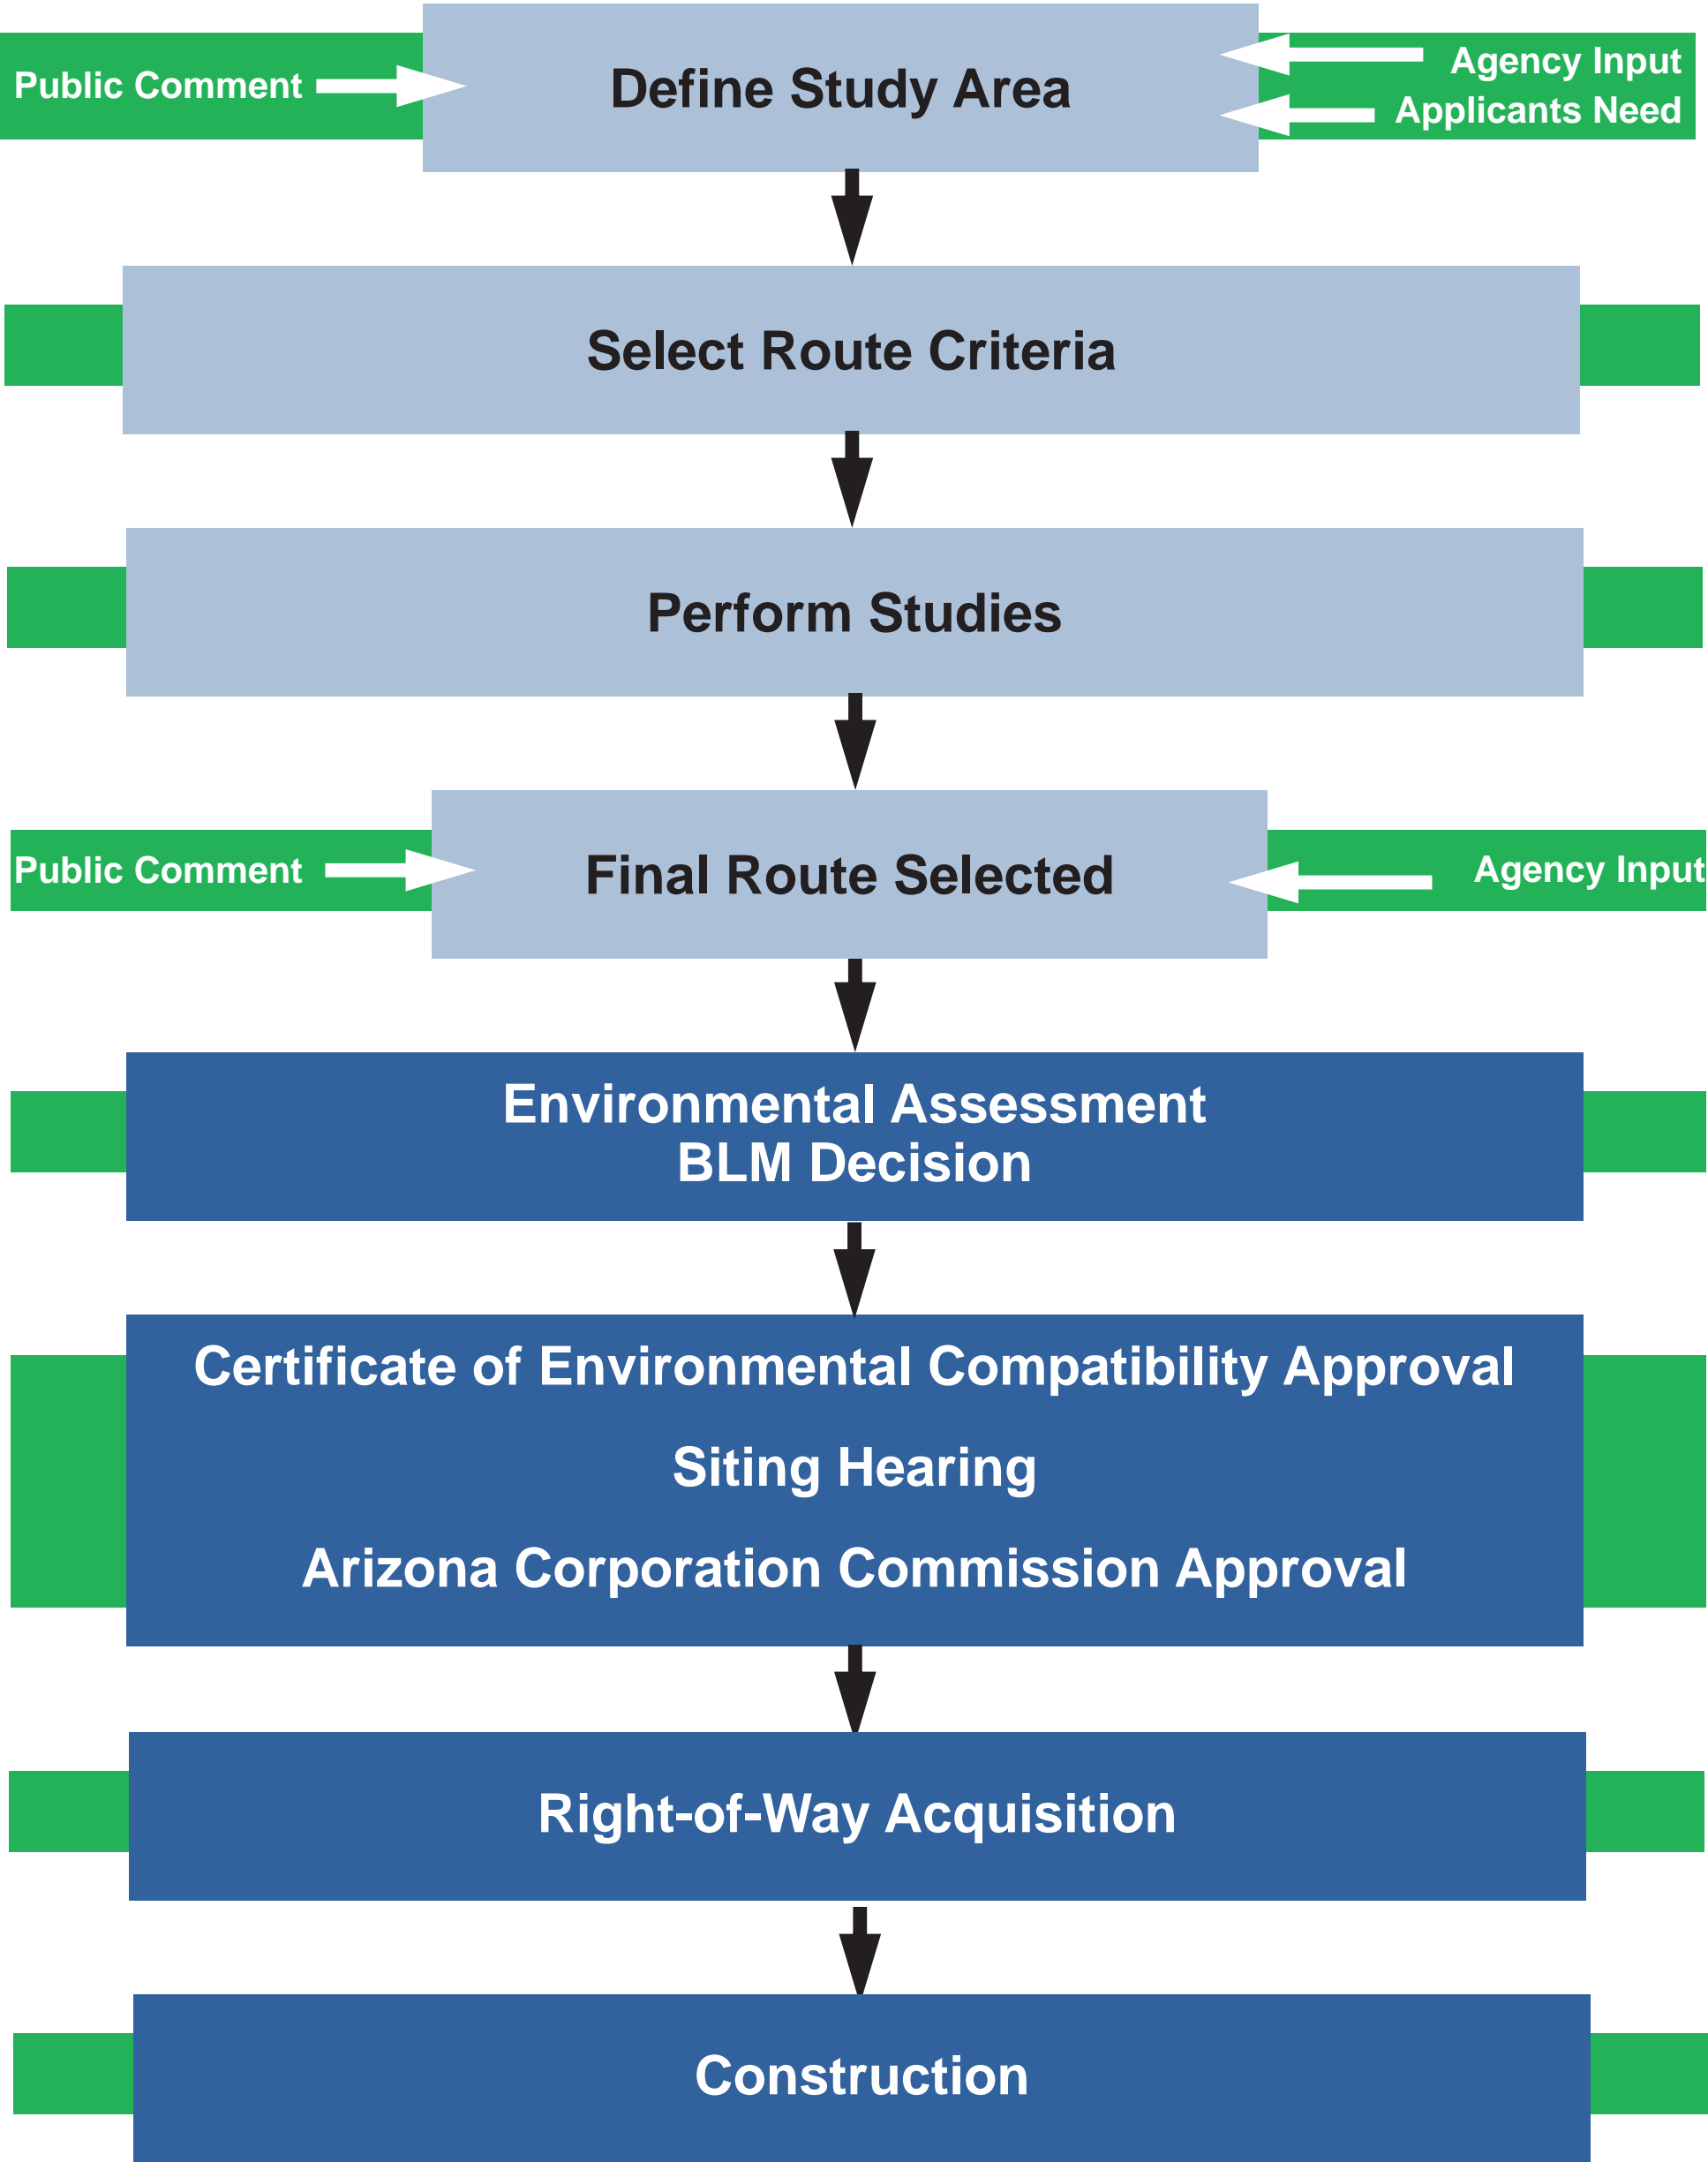 Public Comment
Define Study Area
Agency Input
Applicants Need
Select Route Criteria
Perform Studies
Public Comment
Final Route Selected
Agency Input
Environmental Assessment
BLM Decision
Certificate of Environmental Compatibility Approval
Siting Hearing
Arizona Corporation Commission Approval
Right-of-Way Acquisition
Construction